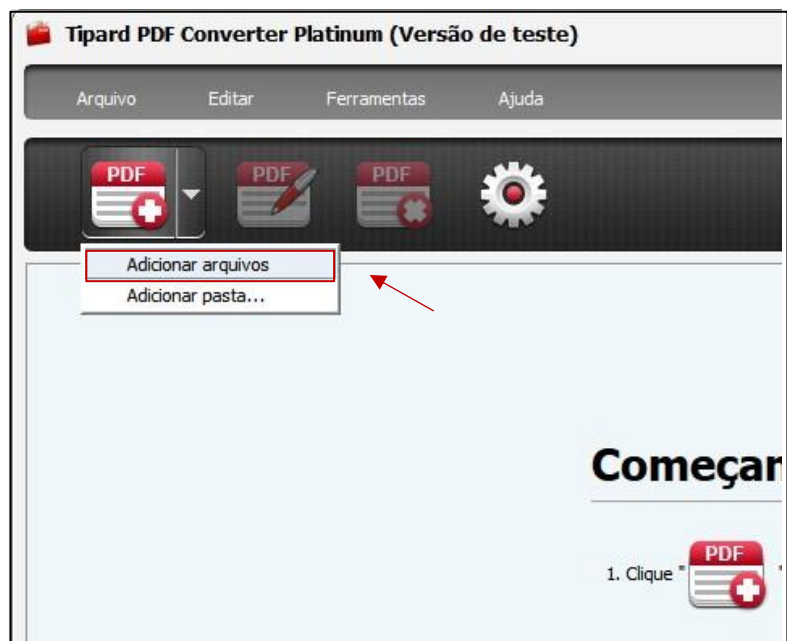 Tipard PDF Converter Platinum (Versão de teste)
Arquivo Editar Ferramentas Ajuda
PDF PDF PDF
Adicionar arquivos
Adicionar pasta...
Começan
1. Clique " PDF "